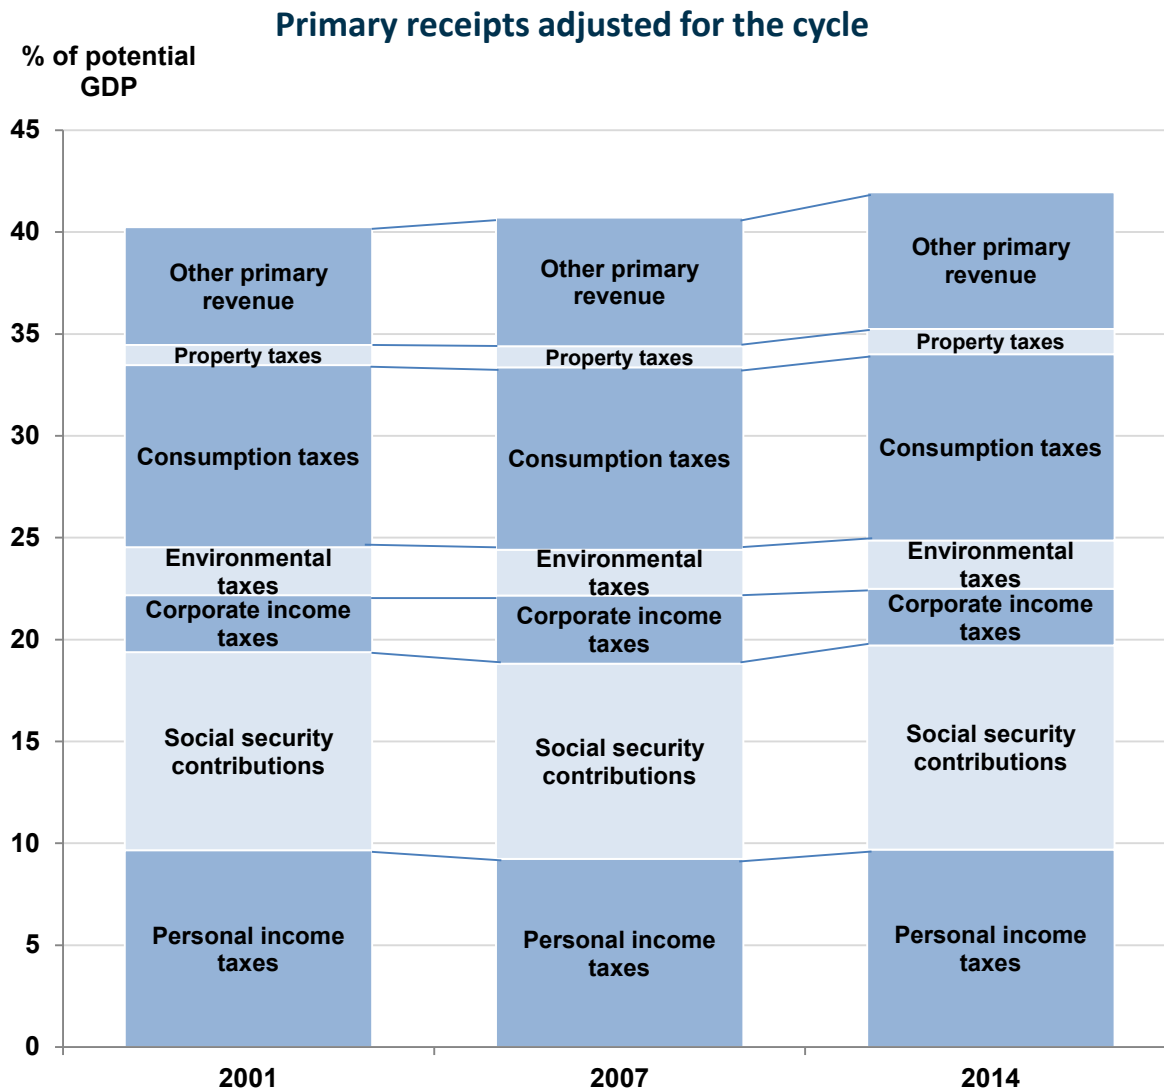 Primary receipts adjusted for the cycle
% of potential
GDP
45
40
35
30
25
20
15
10
5
0
Other primary
revenue
Property taxes
Consumption taxes
Environmental
taxes
Corporate income
taxes
Social security
contributions
Personal income
taxes
Other primary
revenue
Property taxes
Consumption taxes
Environmental
taxes
Corporate income
taxes
Social security
contributions
Personal income
taxes
Other primary
revenue
Property taxes
Consumption taxes
Environmental
taxes
Corporate income
taxes
Social security
contributions
Personal income
taxes
2001
2007
2014